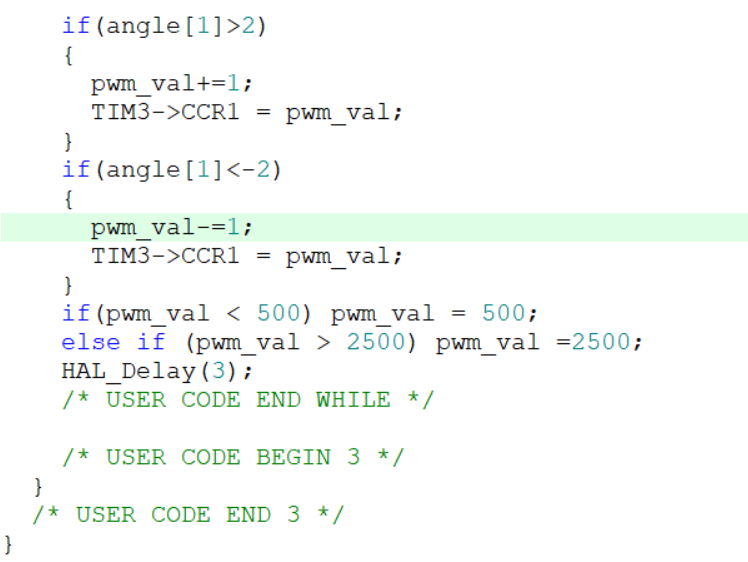 if(angle[1]>2)
{
pwm_val+=1;
TIM3->CCR1 = pwm_val;
}
if(angle[1]<-2)
{
pwm_val-=1;
TIM3->CCR1 = pwm_val;
}
if(pwm_val < 500) pwm_val = 500;
else if (pwm_val > 2500) pwm_val =2500;
HAL_Delay(3);
/* USER CODE END WHILE */
/* USER CODE BEGIN 3 */
}
/* USER CODE END 3 */
}